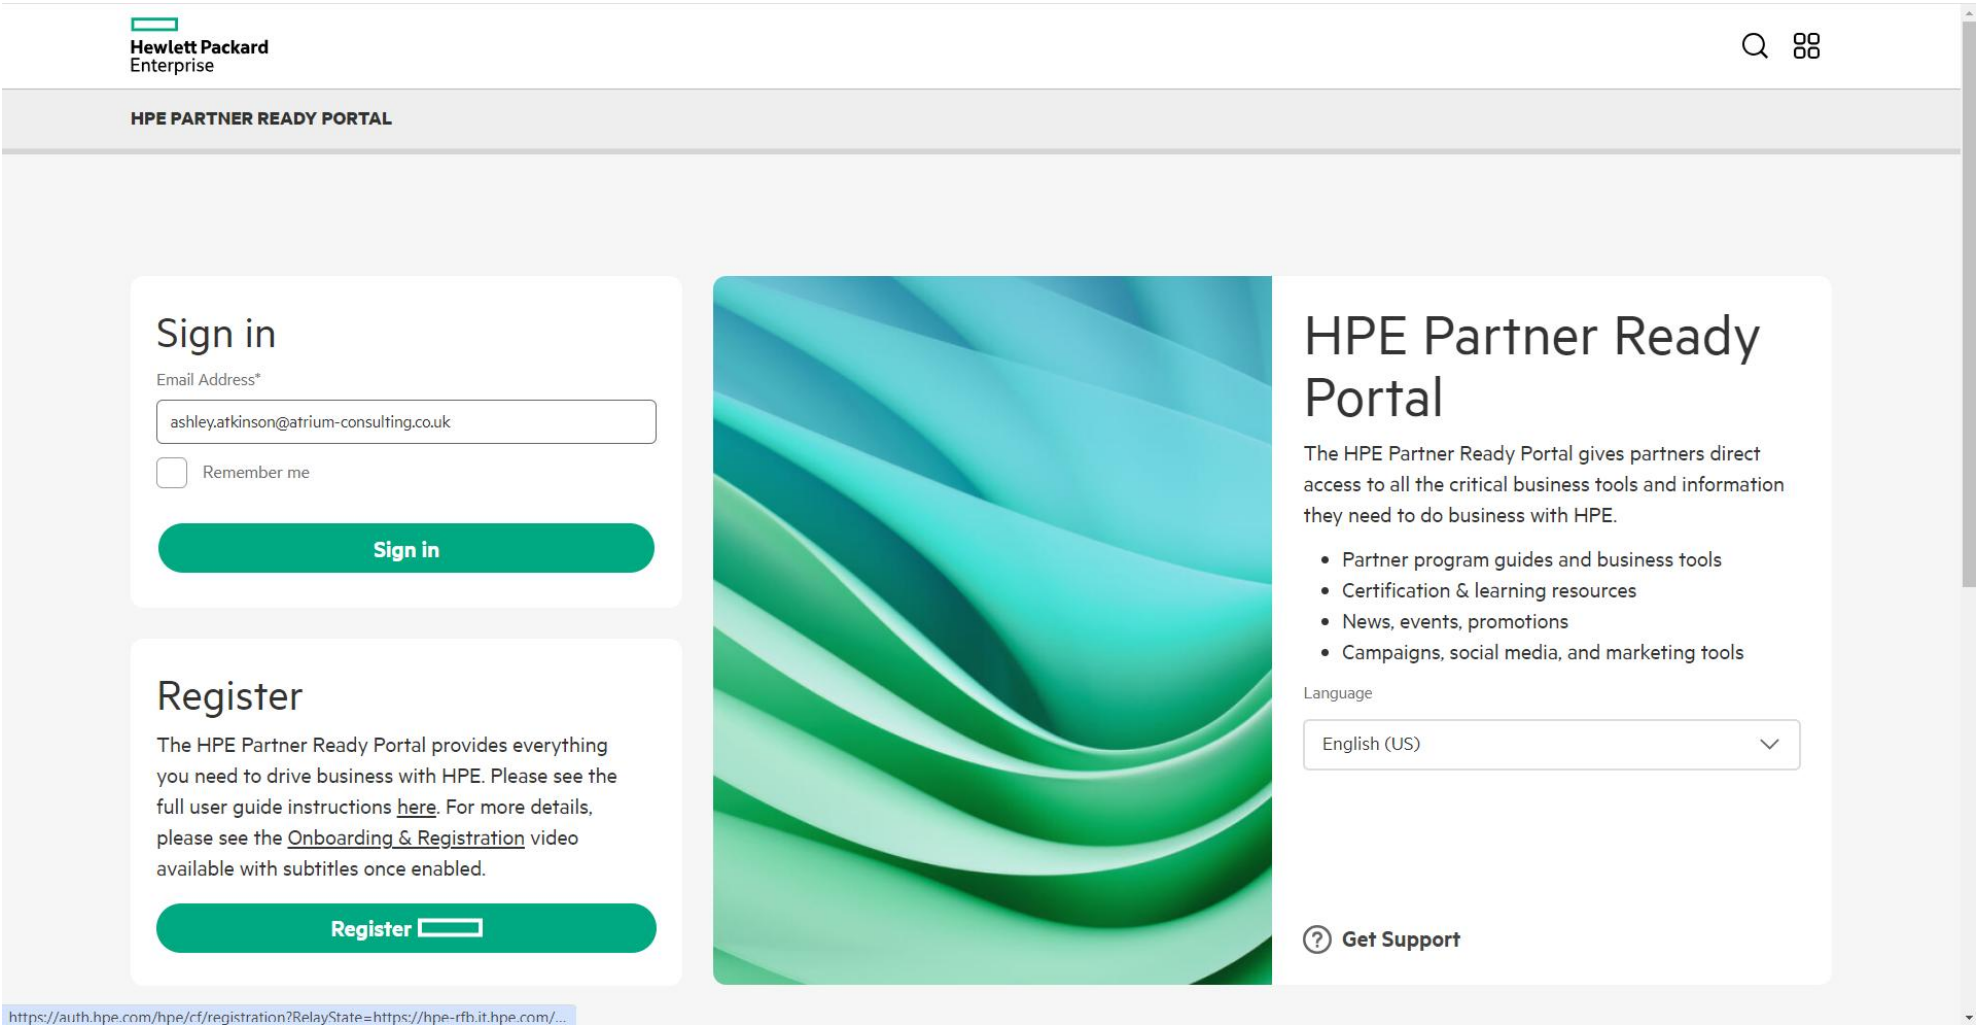 Hewlett Packard
Enterprise
HPE PARTNER READY PORTAL
Sign in
Email Address*
ashley.atkinson@atrium-consulting.co.uk
Remember me
Sign in
Register
The HPE Partner Ready Portal provides everything
you need to drive business with HPE. Please see the
full user guide instructions here. For more details,
please see the Onboarding & Registration video
available with subtitles once enabled.
Register
HPE Partner Ready
Portal
The HPE Partner Ready Portal gives partners direct
access to all the critical business tools and information
they need to do business with HPE.
• Partner program guides and business tools
• Certification & learning resources
• News, events, promotions
• Campaigns, social media, and marketing tools
Language
English (US)
Get Support
https://auth.hpe.com/hpe/cf/registration?RelayState=https://hpe-rfb.it.hpe.com/...